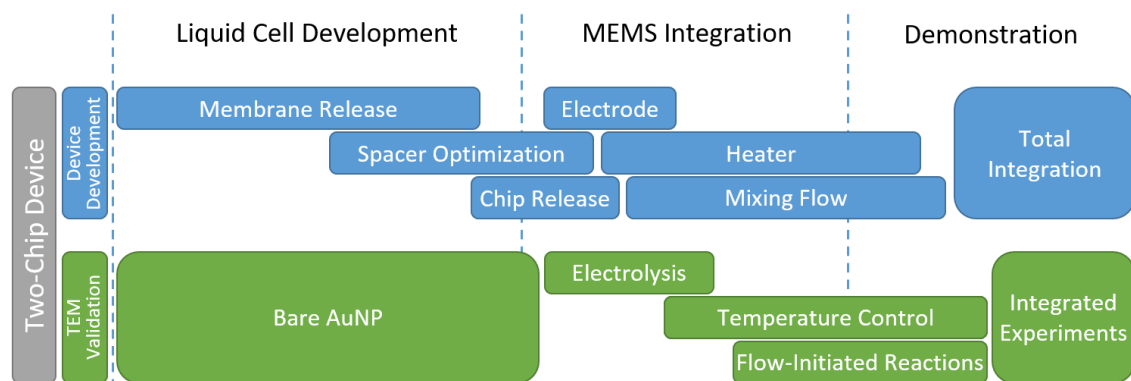 Liquid Cell Development
MEMS Integration
Demonstration
Two-Chip Device
Device
Development
Membrane Release
Electrode
Spacer Optimization
Heater
Chip Release
Mixing Flow
Total
Integration
TEM
Validation
Bare AuNP
Electrolysis
Temperature Control
Flow-Initiated Reactions
Integrated
Experiments